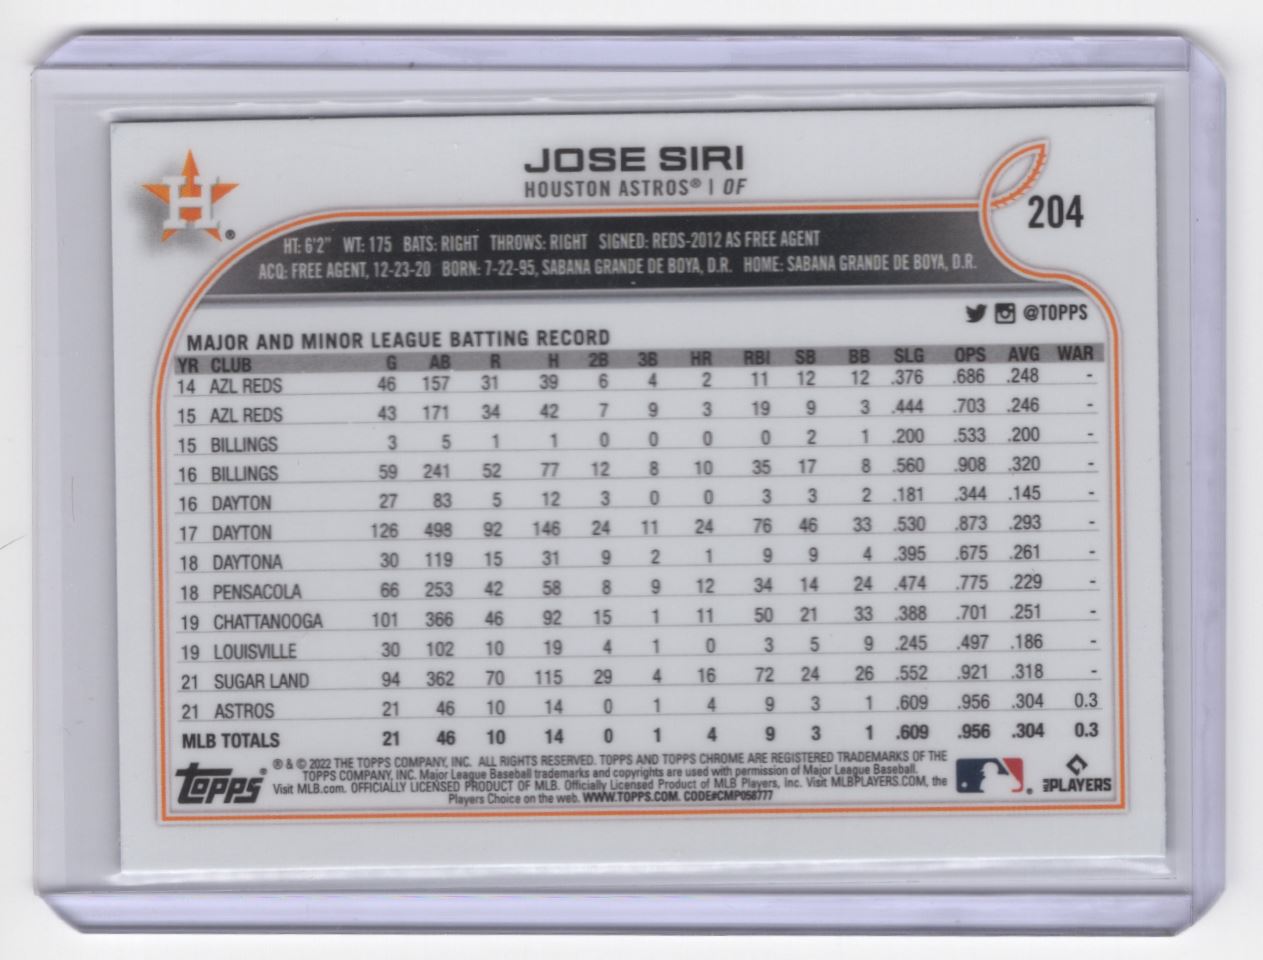 JOSE SIRI
HOUSTON ASTROS® | OF
H ®
204
HT: 6'2" WT: 175 BATS: RIGHT THROWS: RIGHT SIGNED: REDS-2012 AS FREE AGENT
ACQ: FREE AGENT, 12-23-20 BORN: 7-22-95, SABANA GRANDE DE BOYA, D.R. HOME: SABANA GRANDE DE BOYA, D.R.
@TOPPS
MAJOR AND MINOR LEAGUE BATTING RECORD
YR CLUB G AB R H 2B 3B HR RBI SB BB SLG OPS AVG WAR
14 AZL REDS 46 157 31 39 6 4 2 11 12 12 .376 .686 .248 -
15 AZL REDS 43 171 34 42 7 9 3 19 9 3 .444 .703 .246 -
15 BILLINGS 3 5 1 1 0 0 0 0 2 1 .200 .533 .200 -
16 BILLINGS 59 241 52 77 12 8 10 35 17 8 .560 .908 .320 -
16 DAYTON 27 83 5 12 3 0 0 3 3 2 .181 .344 .145 -
17 DAYTON 126 498 92 146 24 11 24 76 46 33 .530 .873 .293 -
18 DAYTONA 30 119 15 31 9 2 1 9 9 4 .395 .675 .261 -
18 PENSACOLA 66 253 42 58 8 9 12 34 14 24 .474 .775 .229 -
19 CHATTANOOGA 101 366 46 92 15 1 11 50 21 33 .388 .701 .251 -
19 LOUISVILLE 30 102 10 19 4 1 0 3 5 9 .245 .497 .186 -
21 SUGAR LAND 94 362 70 115 29 4 16 72 24 26 .552 .921 .318 -
21 ASTROS 21 46 10 14 0 1 4 9 3 1 .609 .956 .304 0.3
MLB TOTALS 21 46 10 14 0 1 4 9 3 1 .609 .956 .304 0.3
topps®
® & © 2022 THE TOPPS COMPANY, INC. ALL RIGHTS RESERVED. TOPPS AND TOPPS CHROME ARE REGISTERED TRADEMARKS OF THE
TOPPS COMPANY, INC. Major League Baseball trademarks and copyrights are used with permission of Major League Baseball.
Visit MLB.com. OFFICIALLY LICENSED PRODUCT OF MLB. Officially Licensed Product of MLB Players, Inc. Visit MLBPLAYERS.COM, the
Players Choice on the web. WWW.TOPPS.COM. CODE#CMP058777
MLB PLAYERS